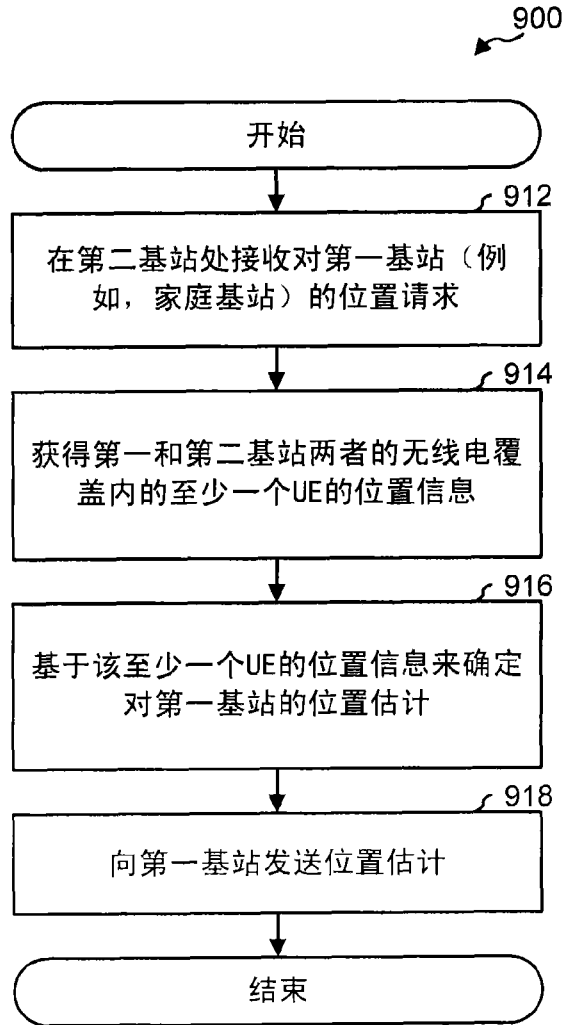 900
开始
912
在第二基站处接收对第一基站（例
如，家庭基站）的位置请求
914
获得第一和第二基站两者的无线电覆
盖内的至少一个UE的位置信息
916
基于该至少一个UE的位置信息来确定
对第一基站的位置估计
918
向第一基站发送位置估计
结束